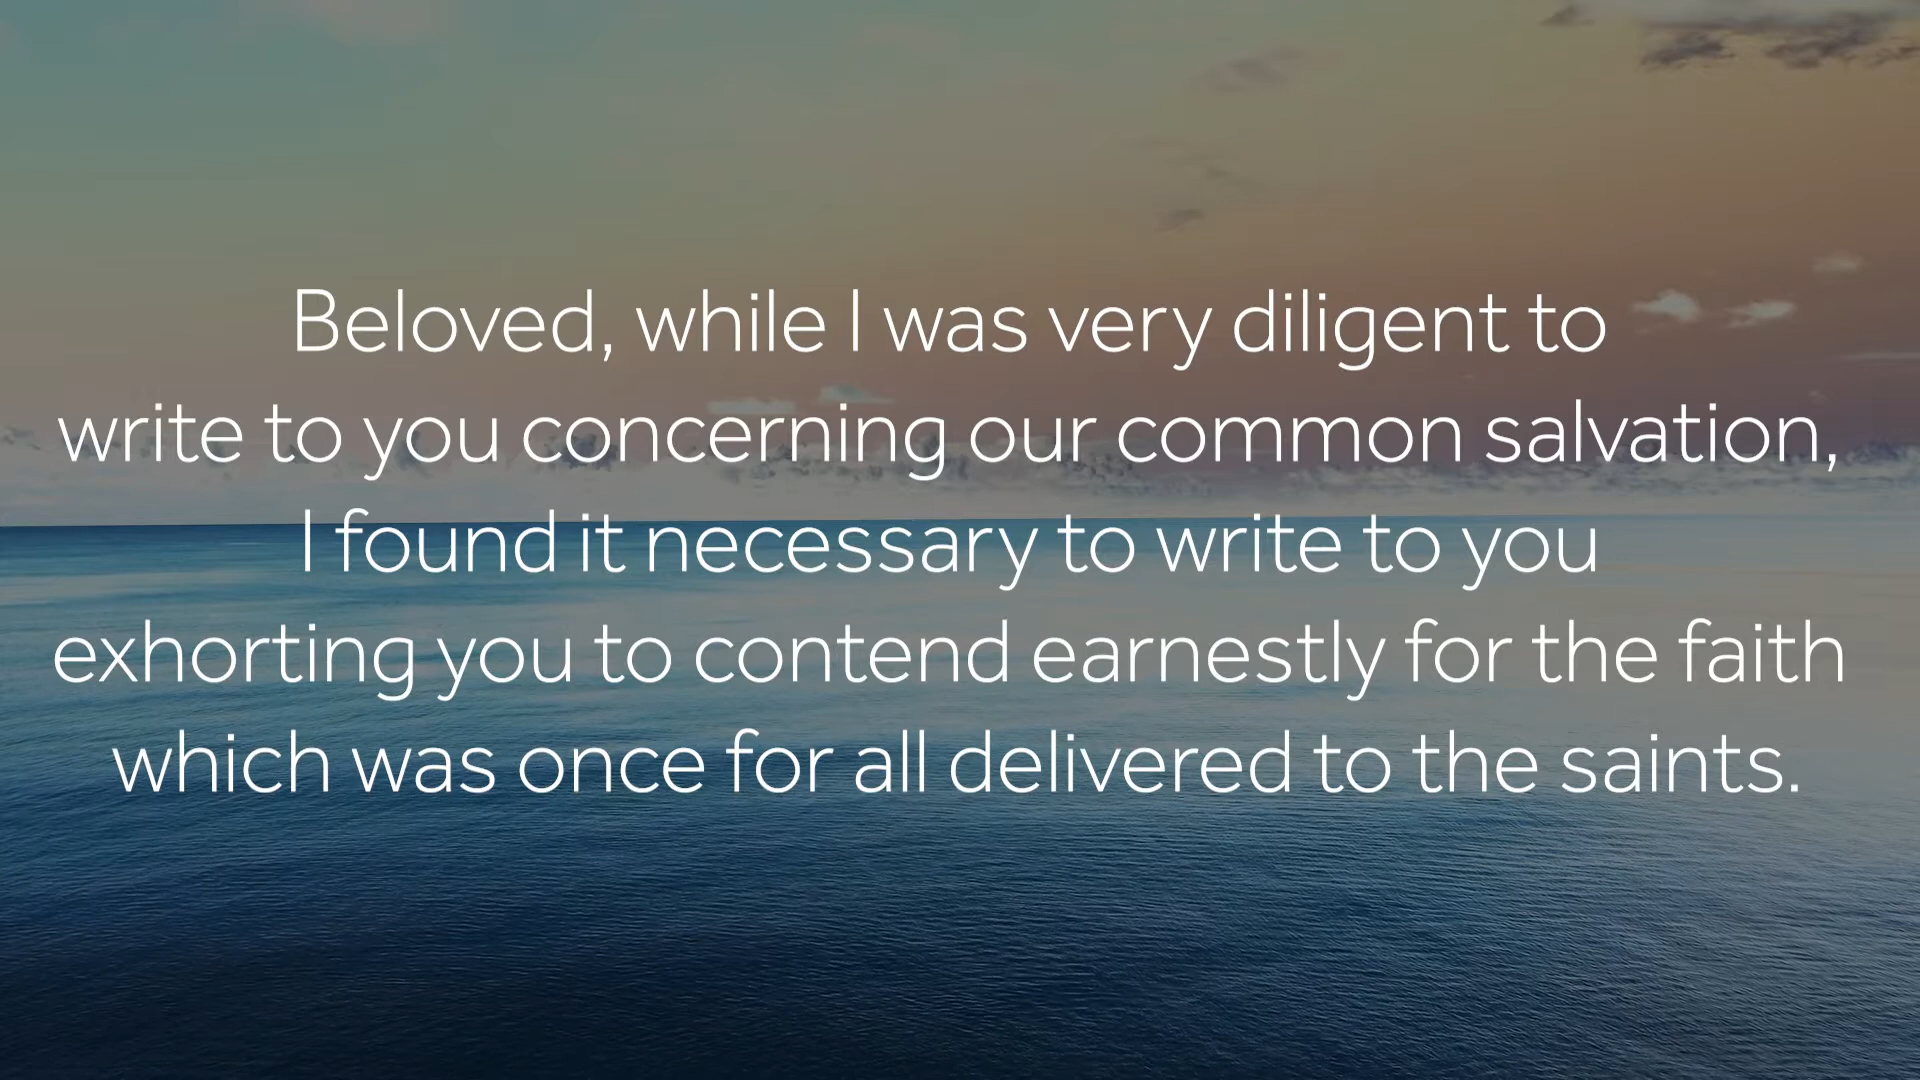 Beloved, while I was very diligent to
write to you concerning our common salvation,
I found it necessary to write to you
exhorting you to contend earnestly for the faith
which was once for all delivered to the saints.